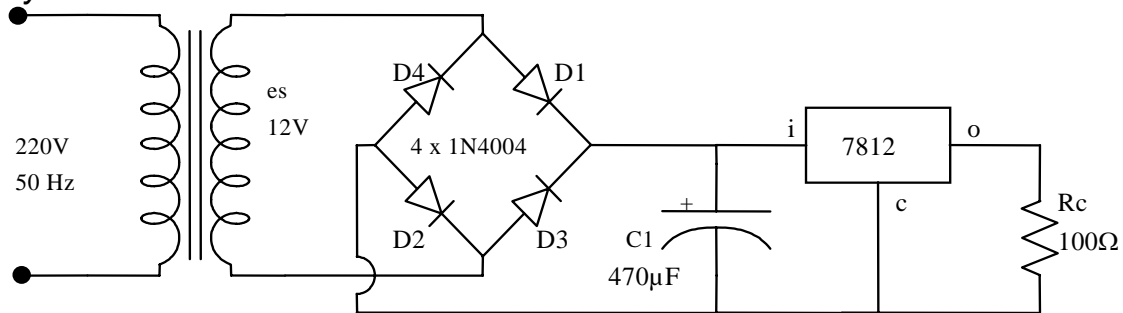 D4
D1
es
12V
4 x 1N4004
220V
50 Hz
i
7812
o
c
D2
D3
+
C1
470µF
Rc
100Ω